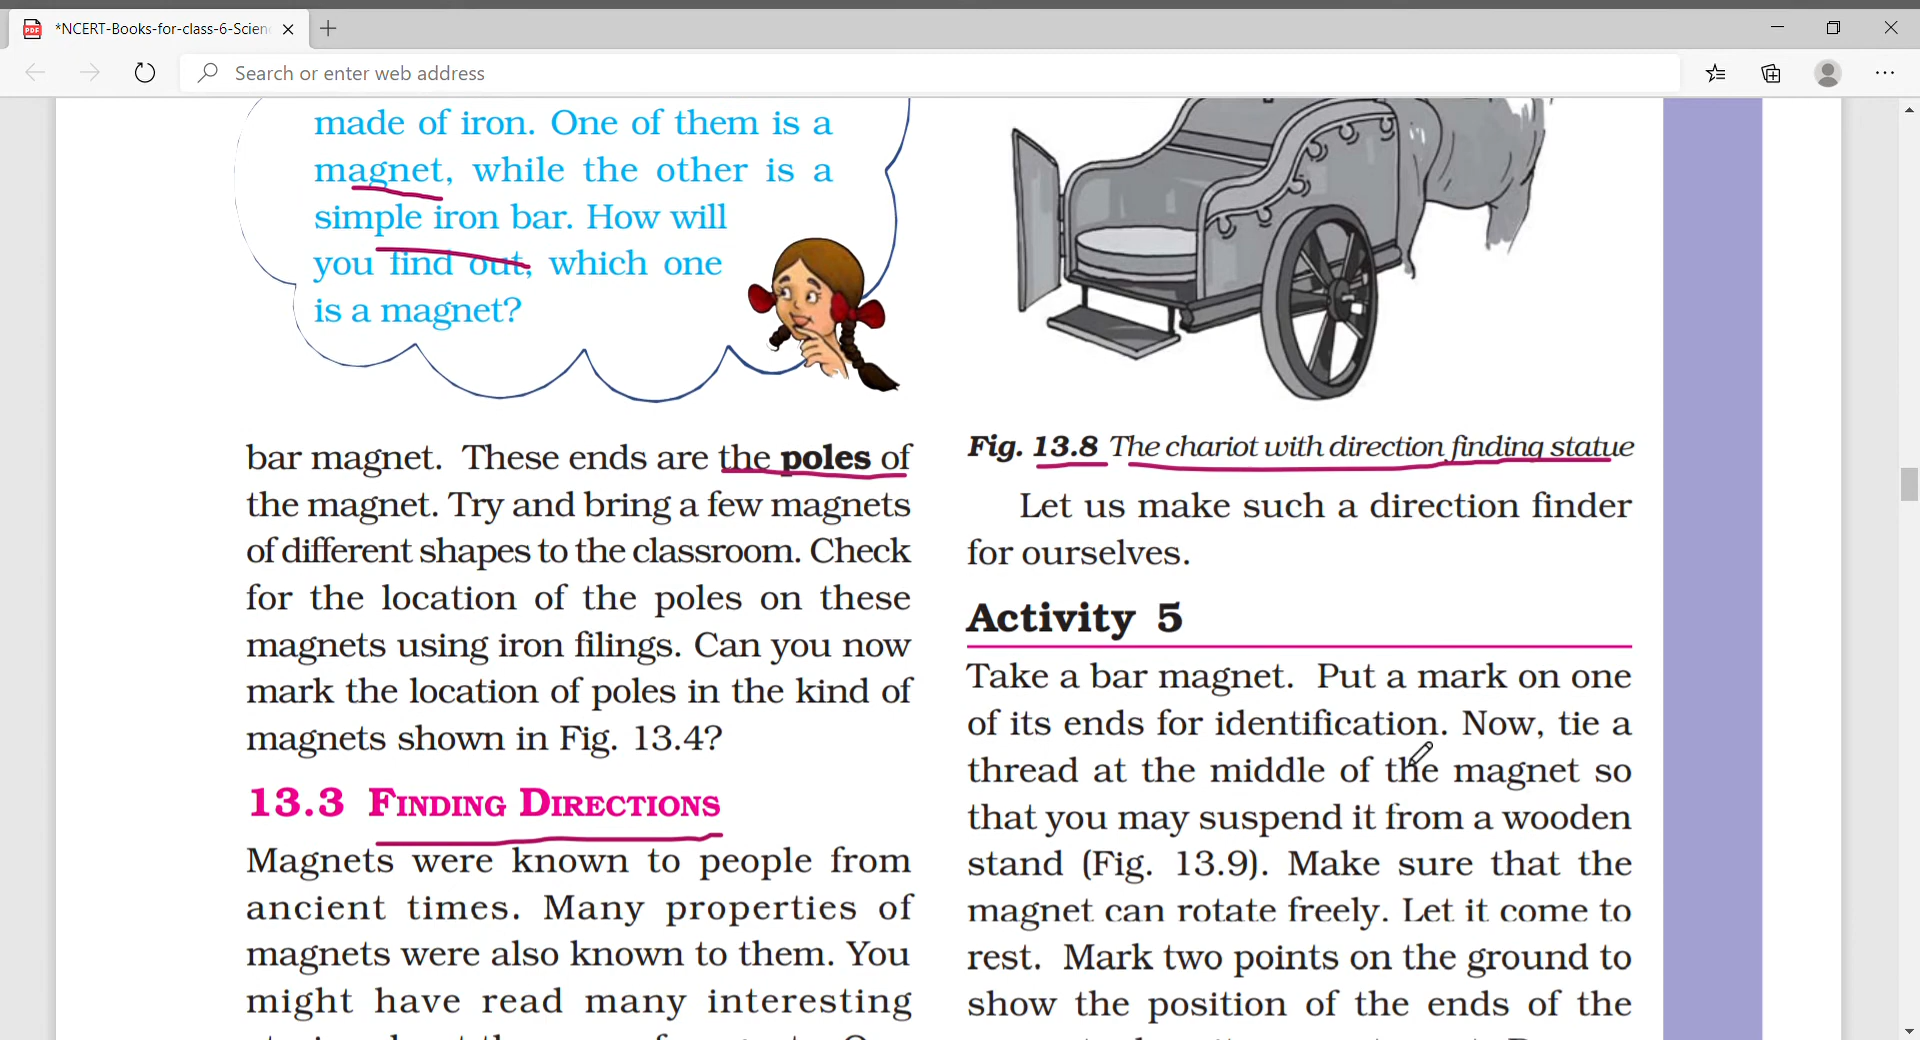 *NCERT-Books-for-class-6-Scien
Search or enter web address
made of iron. One of them is a
magnet, while the other is a
simple iron bar. How will
you find out, which one
is a magnet?
bar magnet. These ends are the poles of
the magnet. Try and bring a few magnets
of different shapes to the classroom. Check
for the location of the poles on these
magnets using iron filings. Can you now
mark the location of poles in the kind of
magnets shown in Fig. 13.4?
13.3 FINDING DIRECTIONS
Magnets were known to people from
ancient times. Many properties of
magnets were also known to them. You
might have read many interesting
Fig. 13.8 The chariot with direction finding statue
Let us make such a direction finder
for ourselves.
Activity 5
Take a bar magnet. Put a mark on one
of its ends for identification. Now, tie a
thread at the middle of the magnet so
that you may suspend it from a wooden
stand (Fig. 13.9). Make sure that the
magnet can rotate freely. Let it come to
rest. Mark two points on the ground to
show the position of the ends of the